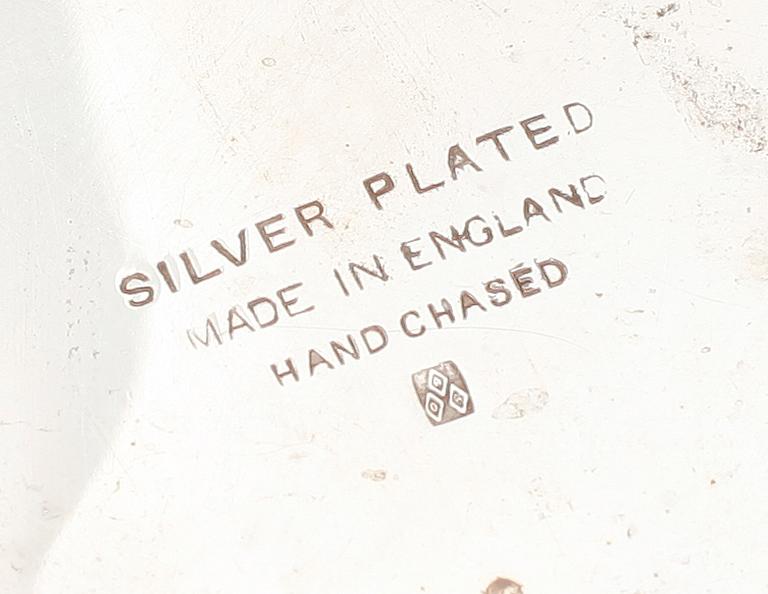 SILVER PLATED
MADE IN ENGLAND
HAND CHASED